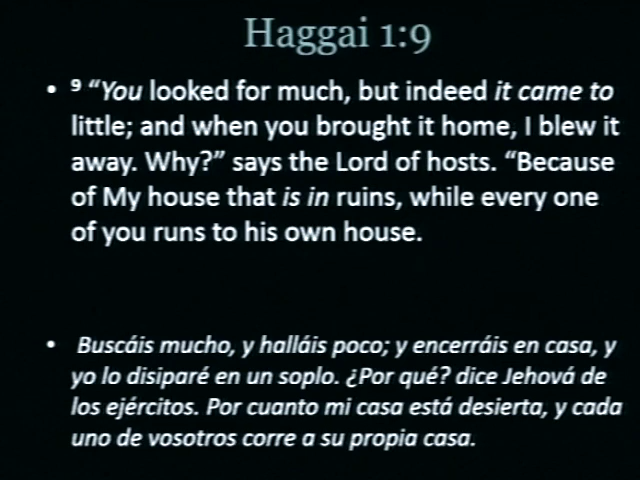 Haggai 1:9
• ⁹ “You looked for much, but indeed it came to
little; and when you brought it home, I blew it
away. Why?” says the Lord of hosts. “Because
of My house that is in ruins, while every one
of you runs to his own house.
• Buscáis mucho, y halláis poco; y encerráis en casa, y
yo lo disiparé en un soplo. ¿Por qué? dice Jehová de
los ejércitos. Por cuanto mi casa está desierta, y cada
uno de vosotros corre a su propia casa.